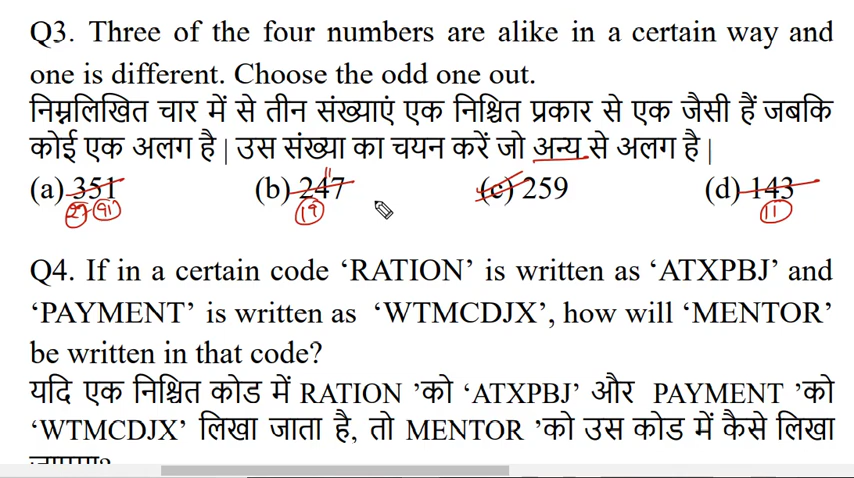 Q3. Three of the four numbers are alike in a certain way and
one is different. Choose the odd one out.
निम्नलिखित चार में से तीन संख्याएं एक निश्चित प्रकार से एक जैसी हैं जबकि
कोई एक अलग है| उस संख्या का चयन करें जो अन्य से अलग है|
(a) 351 (b) 247 (c) 259 (d) 143
19 11
Q4. If in a certain code ‘RATION’ is written as ‘ATXPBJ’ and
‘PAYMENT’ is written as ‘WTMCDJX’, how will ‘MENTOR’
be written in that code?
यदि एक निश्चित कोड में RATION ’को ‘ATXPBJ’ और PAYMENT ’को
‘WTMCDJX’ लिखा जाता है, तो MENTOR ’को उस कोड में कैसे लिखा